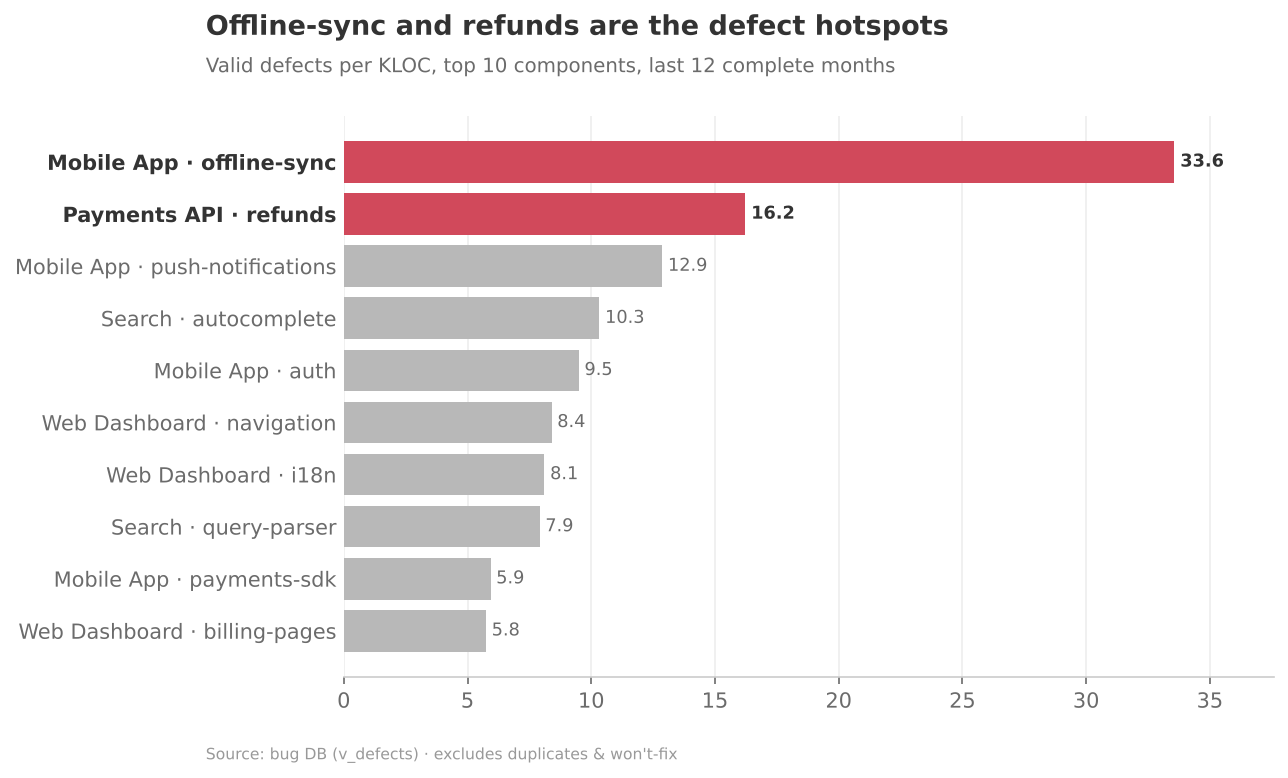 Offline-sync and refunds are the defect hotspots
Valid defects per KLOC, top 10 components, last 12 complete months
Mobile App · offline-sync 33.6
Payments API · refunds 16.2
Mobile App · push-notifications 12.9
Search · autocomplete 10.3
Mobile App · auth 9.5
Web Dashboard · navigation 8.4
Web Dashboard · i18n 8.1
Search · query-parser 7.9
Mobile App · payments-sdk 5.9
Web Dashboard · billing-pages 5.8
0 5 10 15 20 25 30 35
Source: bug DB (v_defects) · excludes duplicates & won't-fix